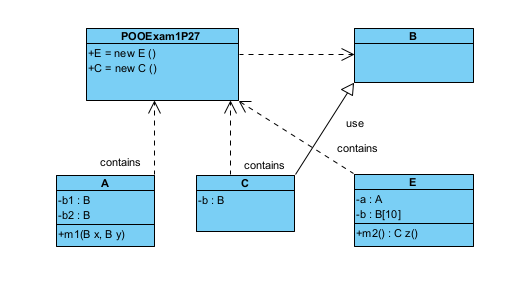 POOExam1P27
+E = new E ()
+C = new C ()
B
use
contains
contains
contains
A
-b1 : B
-b2 : B
+m1(B x, B y)
C
-b : B
E
-a : A
-b : B[10]
+m2() : C z()